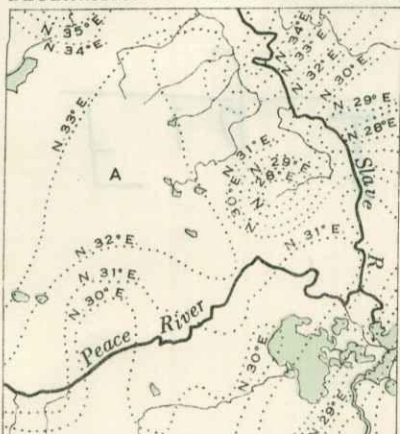 N. 35° E.
N. 34° E.
N. 34° E.
N. 33° E.
N. 32° E.
N. 30° E.
N. 29° E.
N. 28° E.
N. 33° E.
A
N. 31° E.
N. 29°
N. 28° E.
N. 30° E.
Slave
R
N. 31° E.
N. 32° E.
N. 31° E.
N. 30° E.
Peace River
N. 30° E.
N. 29° E.